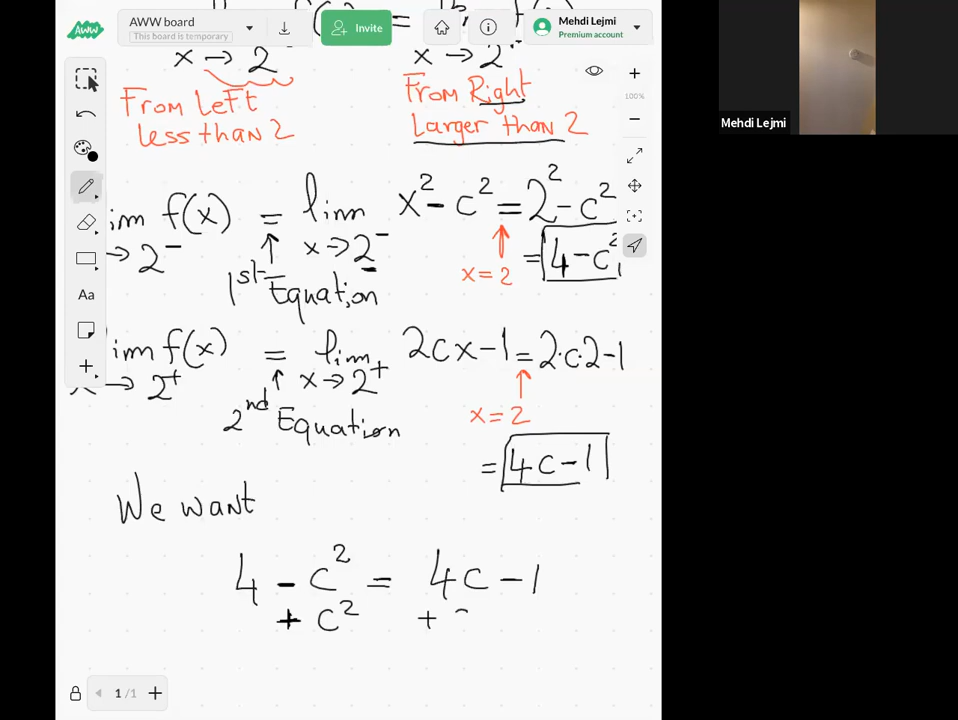 AWW board
This board is temporary
Invite
Mehdi Lejmi
Premium account
x → 2
x → 2
From Left
less than 2
From Right
Larger than 2
100%
Mehdi Lejmi
im f(x) = lim x² - c² = 2² - c²
→ 2⁻ x → 2⁻
x = 2
= 4 - c²
1st Equation
im f(x) = lim 2cx - 1 = 2·c·2 - 1
→ 2⁺ x → 2⁺
x = 2
2nd Equation
= 4c - 1
We want
4 - c² = 4c - 1
+ c² +
Aa
1/1